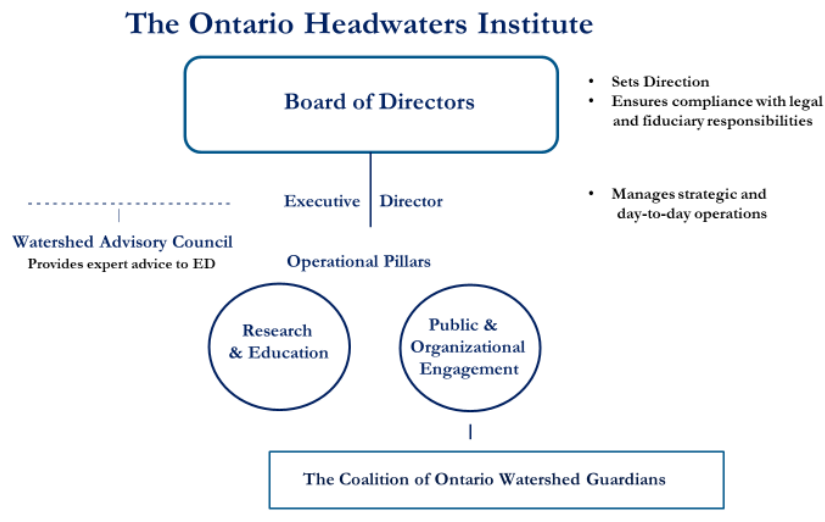 The Ontario Headwaters Institute
Board of Directors
• Sets Direction
• Ensures compliance with legal
and fiduciary responsibilities
Executive Director
• Manages strategic and
day-to-day operations
Watershed Advisory Council
Provides expert advice to ED
Operational Pillars
Research
& Education
Public &
Organizational
Engagement
The Coalition of Ontario Watershed Guardians